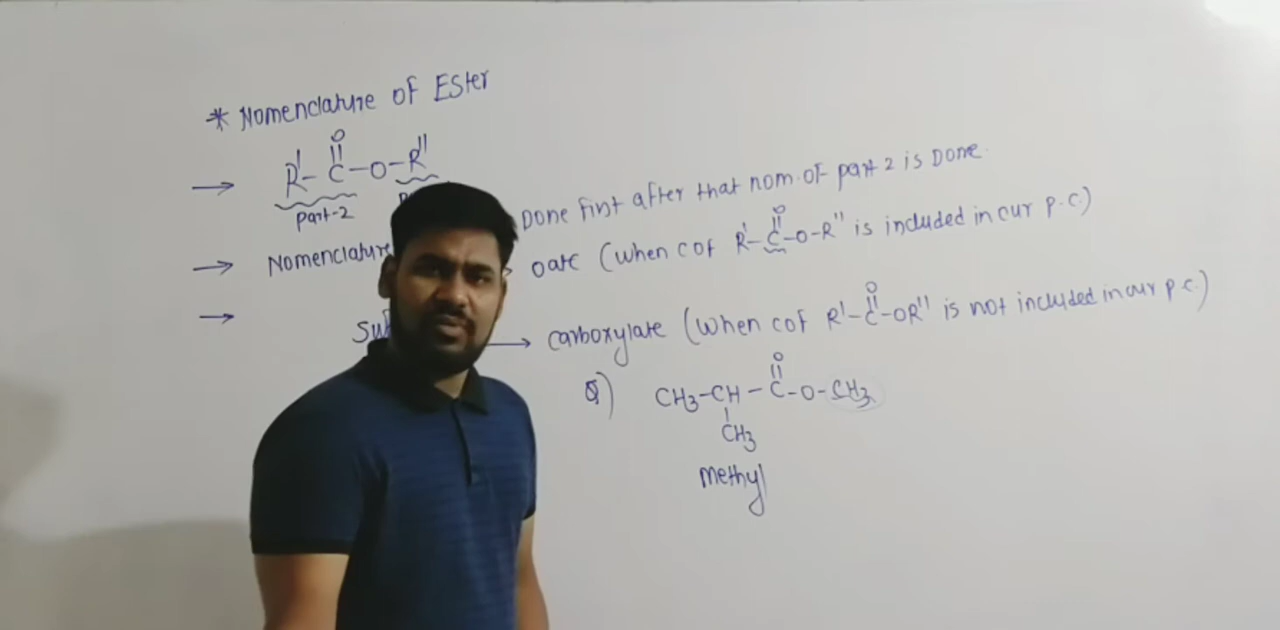 * Nomenclature of Ester
→ R'-C(=O)-O-R''
Part-2
→ Nomenclature Done first after that nom. of part 2 is Done.
→ oate (when c of R'-C(=O)-O-R'' is included in our p.c.)
→ carboxylate (when c of R'-C(=O)-OR'' is not included in our p.c.)
Q) CH3-CH-C(=O)-O-CH3
CH3
Methyl